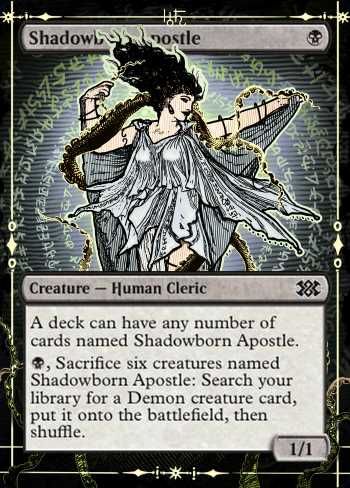 Shadowborn Apostle
Creature — Human Cleric
A deck can have any number of
cards named Shadowborn Apostle.
, Sacrifice six creatures named
Shadowborn Apostle: Search your
library for a Demon creature card,
put it onto the battlefield, then
shuffle.
1/1